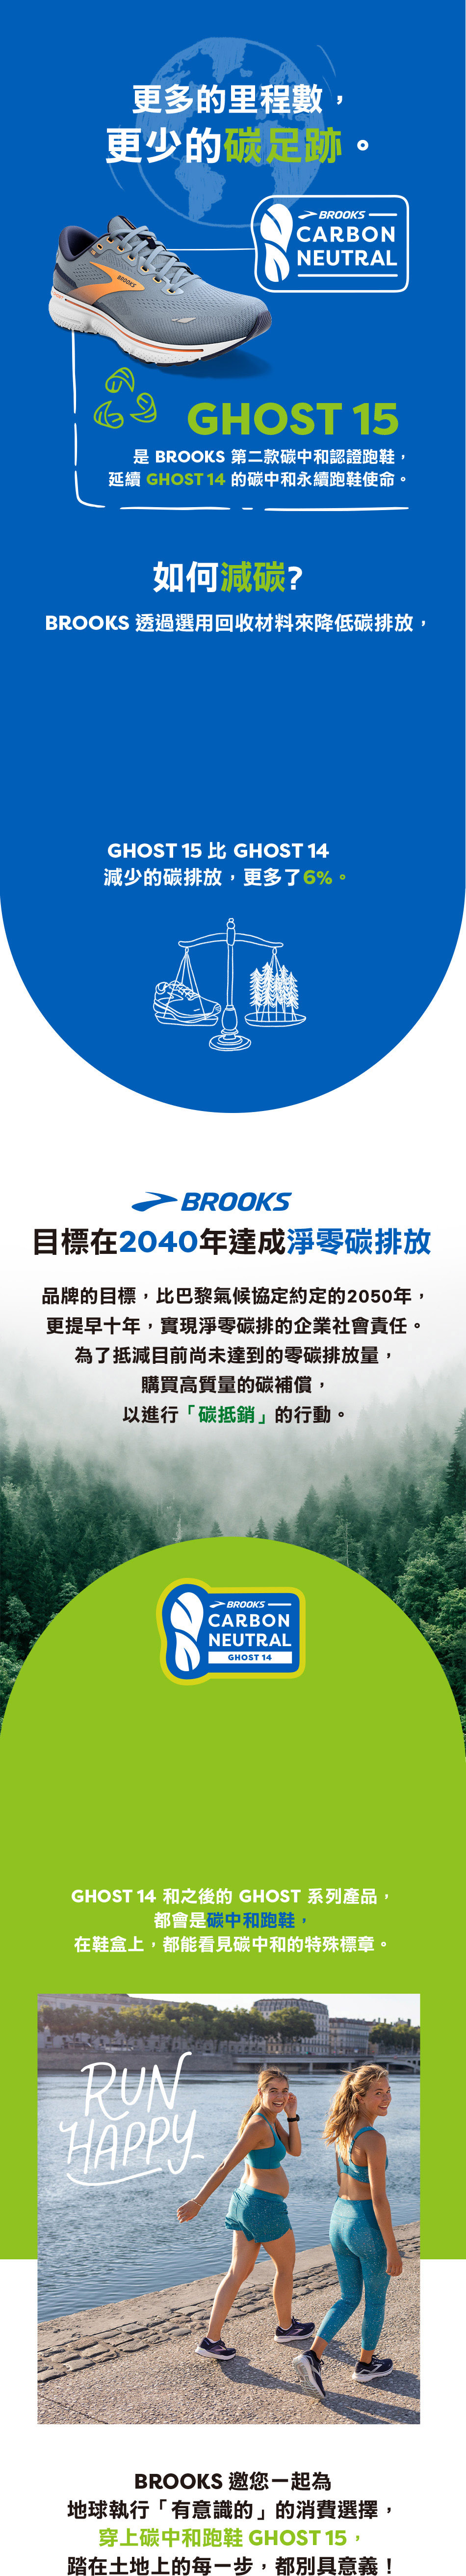 更多的里程數，
更少的碳足跡。
BROOKS
CARBON
NEUTRAL
BROOKS
GHOST 15
是 BROOKS 第二款碳中和認證跑鞋，
延續 GHOST 14 的碳中和永續跑鞋使命。
如何減碳?
BROOKS 透過選用回收材料來降低碳排放，
GHOST 15 比 GHOST 14
減少的碳排放，更多了6%。
BROOKS
目標在2040年達成淨零碳排放
品牌的目標，比巴黎氣候協定約定的2050年，
更提早十年，實現淨零碳排的企業社會責任。
為了抵減目前尚未達到的零碳排放量，
購買高質量的碳補償，
以進行「碳抵銷」的行動。
BROOKS
CARBON
NEUTRAL
GHOST 14
GHOST 14 和之後的 GHOST 系列產品，
都會是碳中和跑鞋，
在鞋盒上，都能看見碳中和的特殊標章。
RUN
HAPPY
BROOKS 邀您一起為
地球執行「有意識的」的消費選擇，
穿上碳中和跑鞋 GHOST 15，
踏在土地上的每一步，都別具意義！